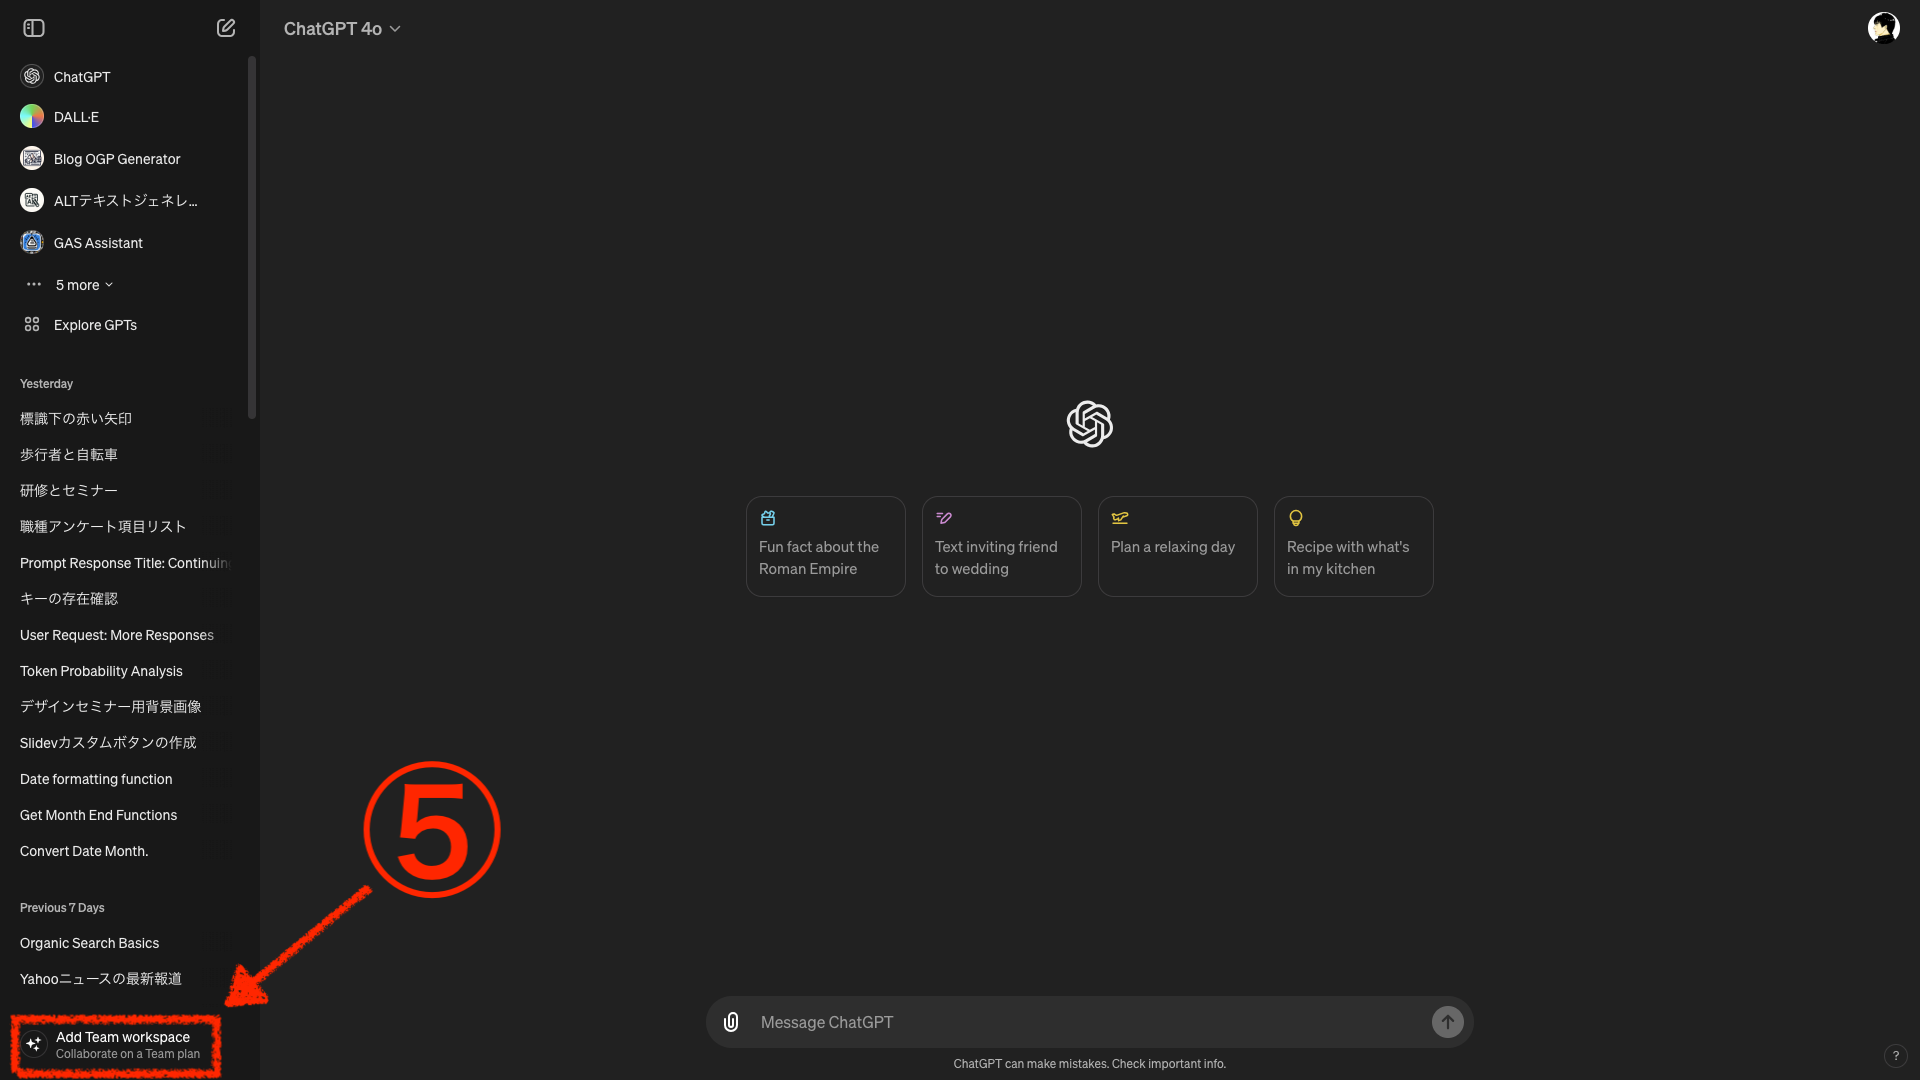 ChatGPT 4o
ChatGPT
DALL·E
Blog OGP Generator
ALTテキストジェネレ...
GAS Assistant
5 more
Explore GPTs
Yesterday
標識下の赤い矢印
歩行者と自転車
研修とセミナー
職種アンケート項目リスト
Prompt Response Title: Continuing
キーの存在確認
User Request: More Responses
Token Probability Analysis
デザインセミナー用背景画像
Slidevカスタムボタンの作成
Date formatting function
Get Month End Functions
Convert Date Month.
Previous 7 Days
Organic Search Basics
Yahooニュースの最新報道
Add Team workspace
Collaborate on a Team plan
⑤
Fun fact about the
Roman Empire
Text inviting friend
to wedding
Plan a relaxing day
Recipe with what's
in my kitchen
Message ChatGPT
ChatGPT can make mistakes. Check important info.
?